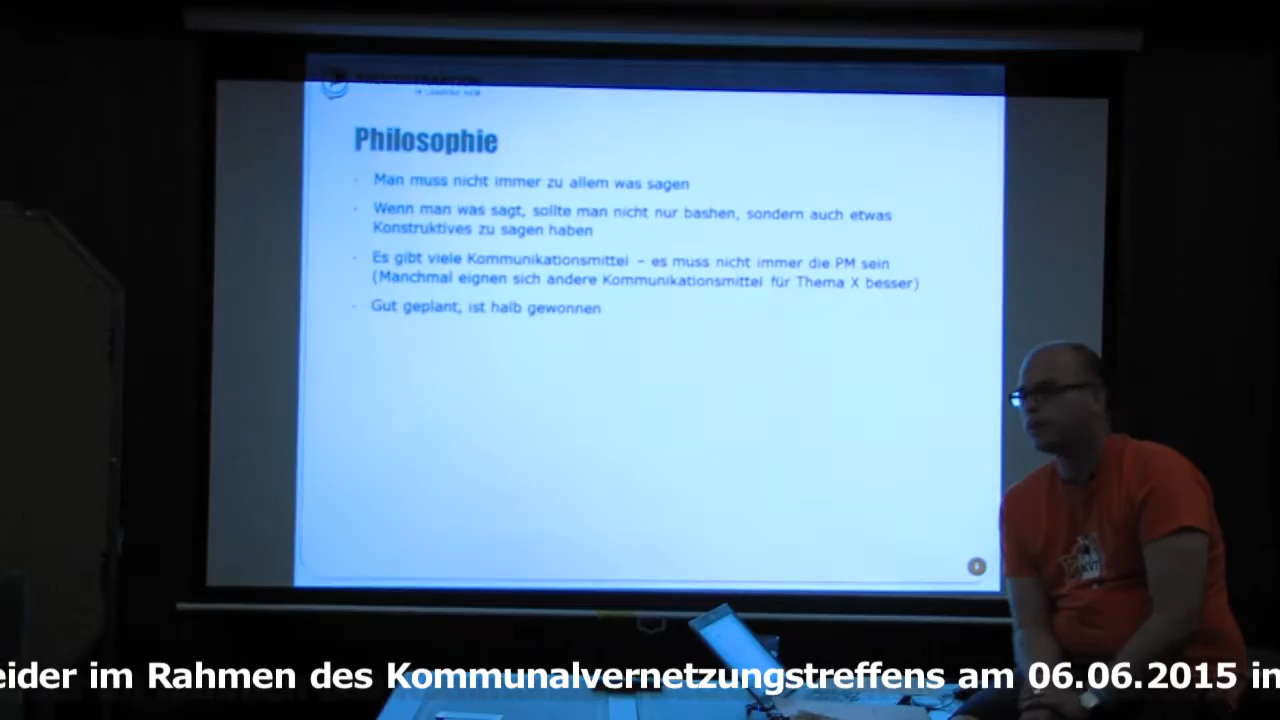 IM LANDTAG NRW
Philosophie
Man muss nicht immer zu allem was sagen
Wenn man was sagt, sollte man nicht nur bashen, sondern auch etwas
Konstruktives zu sagen haben
Es gibt viele Kommunikationsmittel – es muss nicht immer die PM sein
(Manchmal eignen sich andere Kommunikationsmittel für Thema X besser)
Gut geplant, ist halb gewonnen
eider im Rahmen des Kommunalvernetzungstreffens am 06.06.2015 in